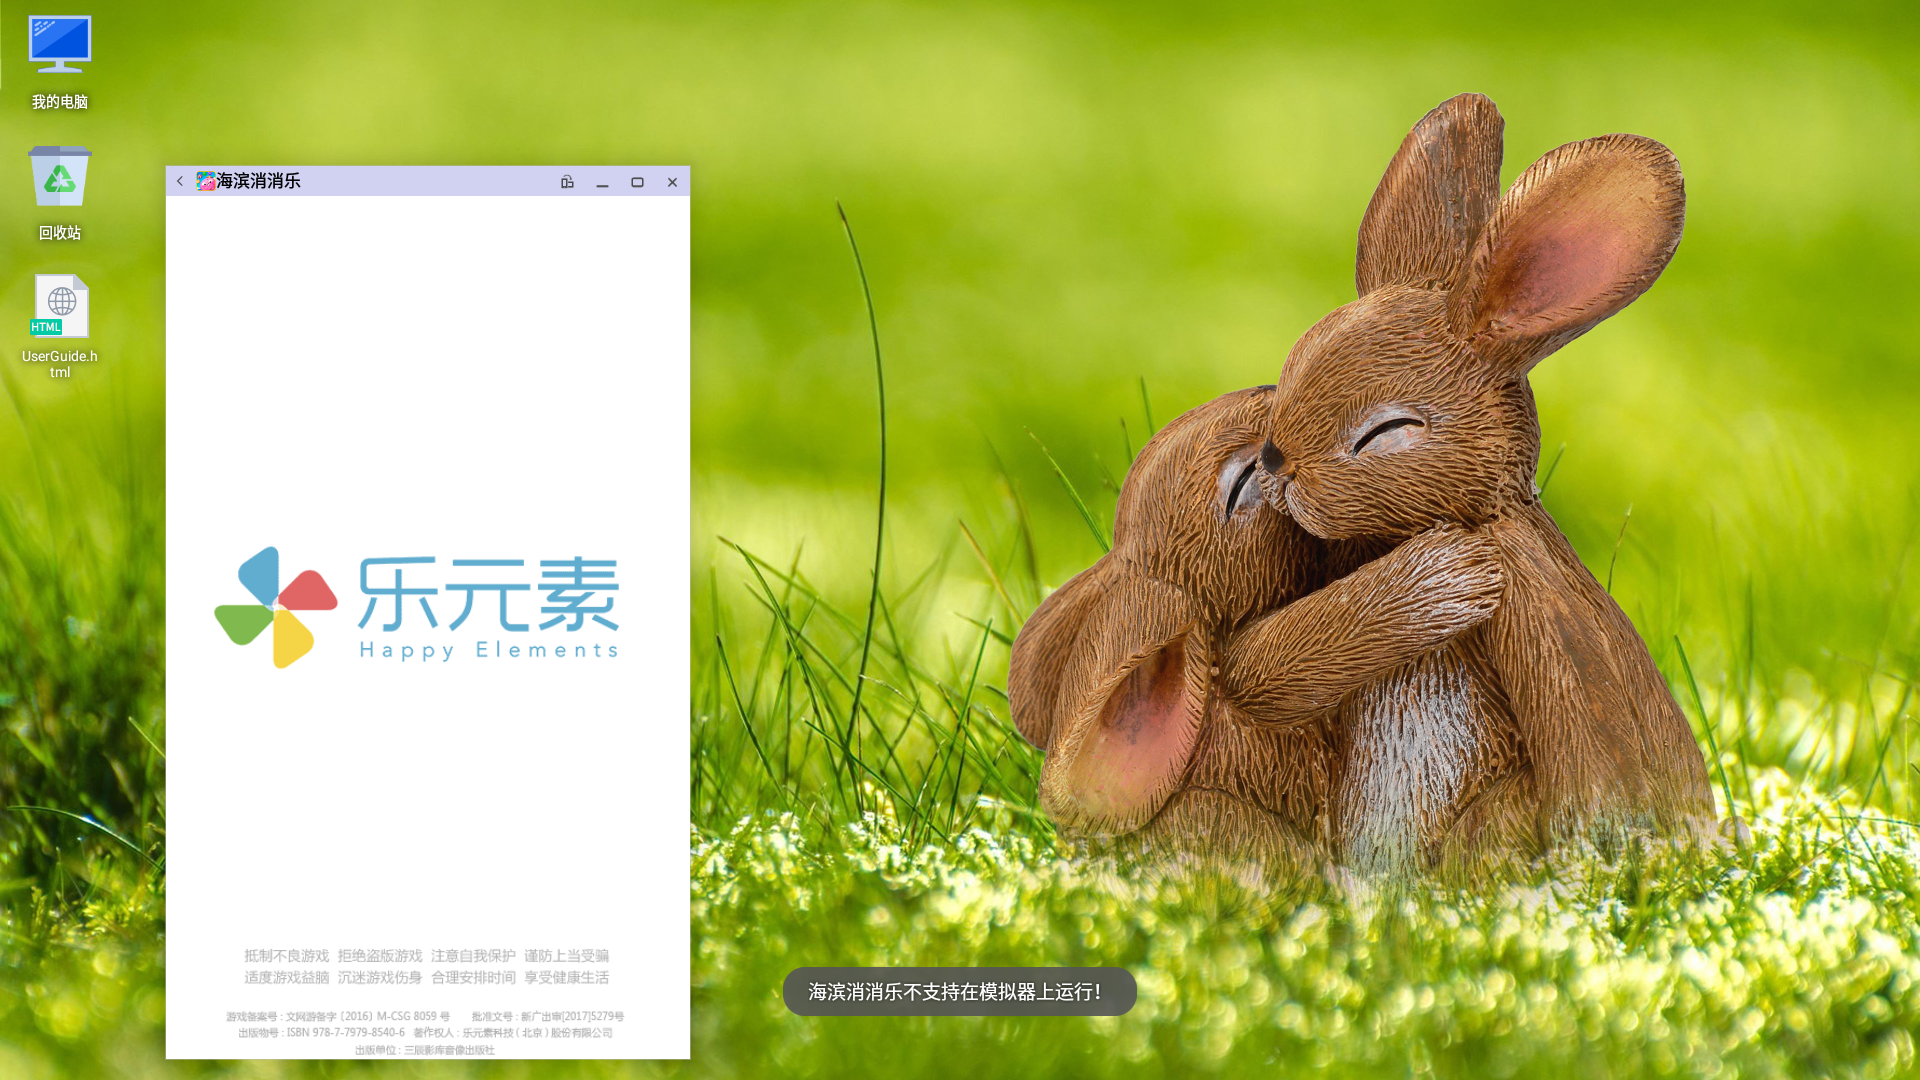 我的电脑
回收站
HTML
UserGuide.h
tml
海滨消消乐
乐元素
Happy Elements
抵制不良游戏 拒绝盗版游戏 注意自我保护 谨防上当受骗
适度游戏益脑 沉迷游戏伤身 合理安排时间 享受健康生活
游戏备案号：文网游备字〔2016〕M-CSG 8059 号 批准文号：新广出审[2017]5279号
出版物号：ISBN 978-7-7979-8540-6 著作权人：乐元素科技（北京）股份有限公司
出版单位：三辰影库音像出版社
海滨消消乐不支持在模拟器上运行！